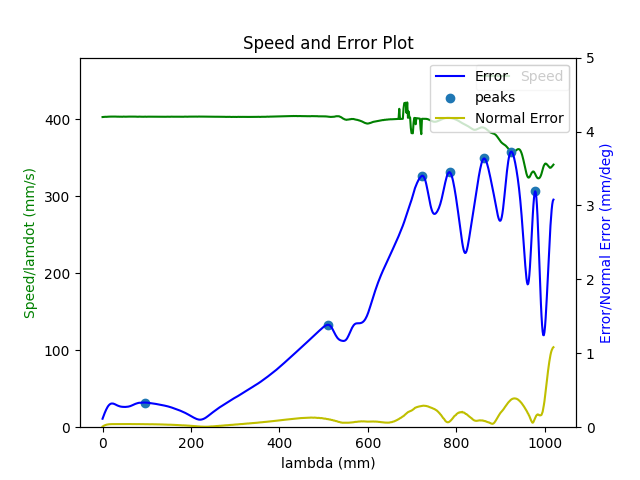 Speed and Error Plot
Speed/lamdot (mm/s)
400
300
200
100
0
5
4
3
2
1
0
Error/Normal Error (mm/deg)
Error
Speed
peaks
Normal Error
0 200 400 600 800 1000
lambda (mm)